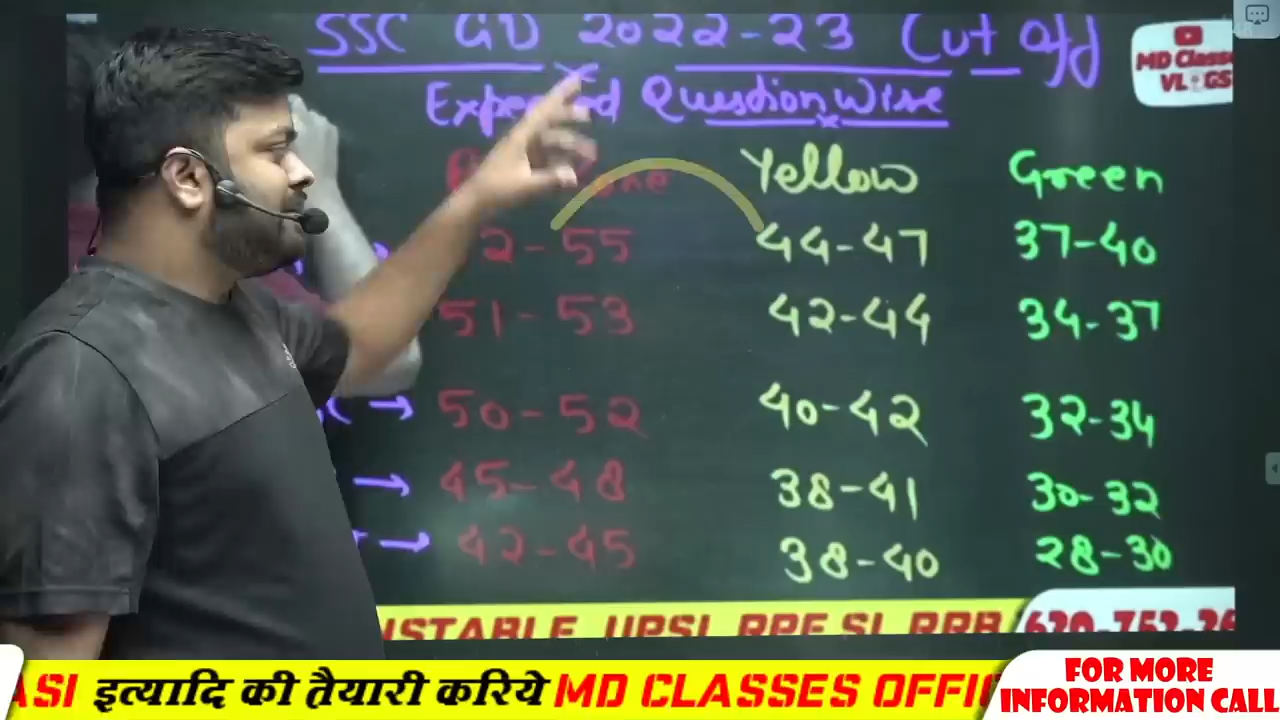 SSC GD 2022-23 Cut off
MD Classes
VLOGS
Question Wise
Yellow Green
2-55 44-47 37-40
51-53 42-44 34-37
→ 50-52 40-42 32-34
→ 45-48 38-41 30-32
→ 42-45 38-40 28-30
UPSI
ASI इत्यादि की तैयारी करिये MD CLASSES
FOR MORE
INFORMATION CALL